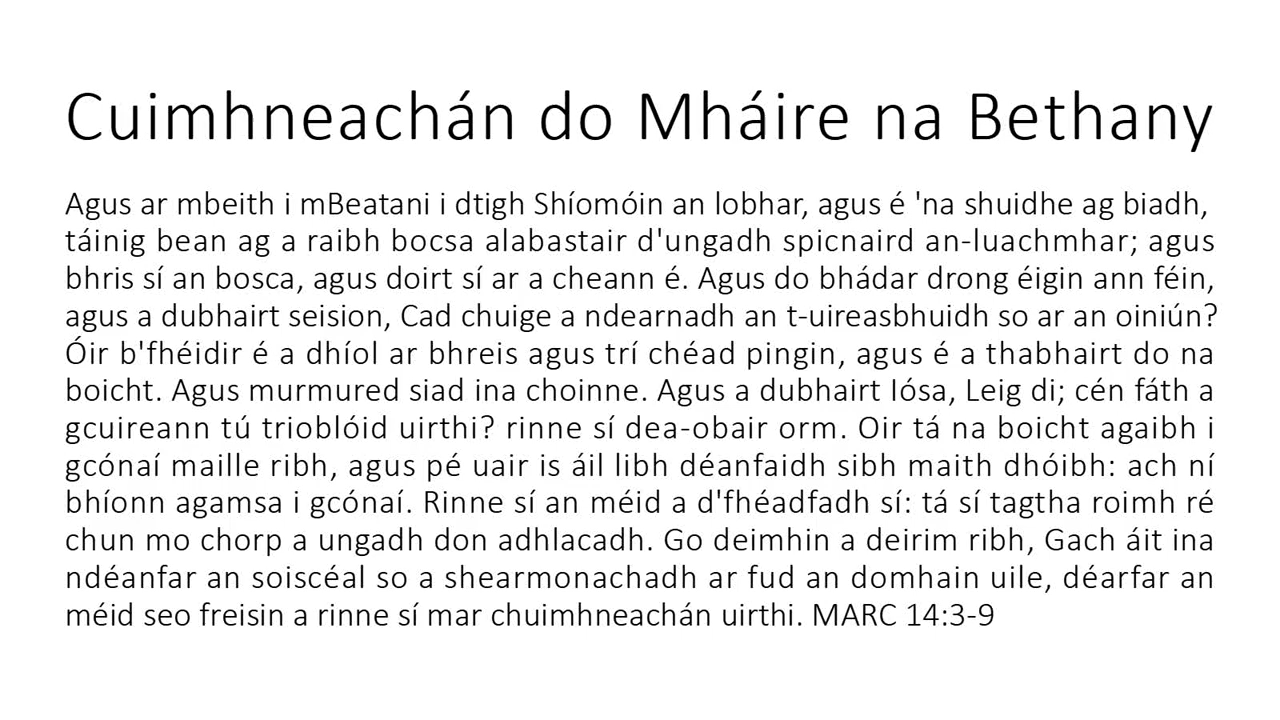 Cuimhneachán do Mháire na Bethany
Agus ar mbeith i mBeatani i dtigh Shíomóin an lobhar, agus é 'na shuidhe ag biadh,
táinig bean ag a raibh bocsa alabastair d'ungadh spicnaird an-luachmhar; agus
bhris sí an bosca, agus doirt sí ar a cheann é. Agus do bhádar drong éigin ann féin,
agus a dubhairt seision, Cad chuige a ndearnadh an t-uireasbhuidh so ar an oiniún?
Óir b'fhéidir é a dhíol ar bhreis agus trí chéad pingin, agus é a thabhairt do na
boicht. Agus murmured siad ina choinne. Agus a dubhairt Iósa, Leig di; cén fáth a
gcuireann tú trioblóid uirthi? rinne sí dea-obair orm. Oir tá na boicht agaibh i
gcónaí maille ribh, agus pé uair is áil libh déanfaidh sibh maith dhóibh: ach ní
bhíonn agamsa i gcónaí. Rinne sí an méid a d'fhéadfadh sí: tá sí tagtha roimh ré
chun mo chorp a ungadh don adhlacadh. Go deimhin a deirim ribh, Gach áit ina
ndéanfar an soiscéal so a shearmonachadh ar fud an domhain uile, déarfar an
méid seo freisin a rinne sí mar chuimhneachán uirthi. MARC 14:3-9